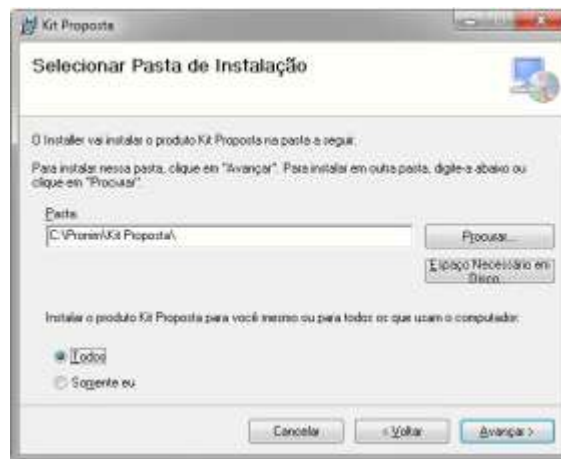 Kit Proposta
Selecionar Pasta de Instalação
O Installer vai instalar o produto Kit Proposta na pasta a seguir.
Para instalar nessa pasta, clique em "Avançar". Para instalar em outra pasta, digite-a abaixo ou
clique em "Procurar".
Pasta:
C:\Pronim\Kit Proposta\
Procurar...
Espaço Necessário em
Disco...
Instalar o produto Kit Proposta para você mesmo ou para todos os que usam o computador:
Todos
Somente eu
Cancelar
< Voltar
Avançar >